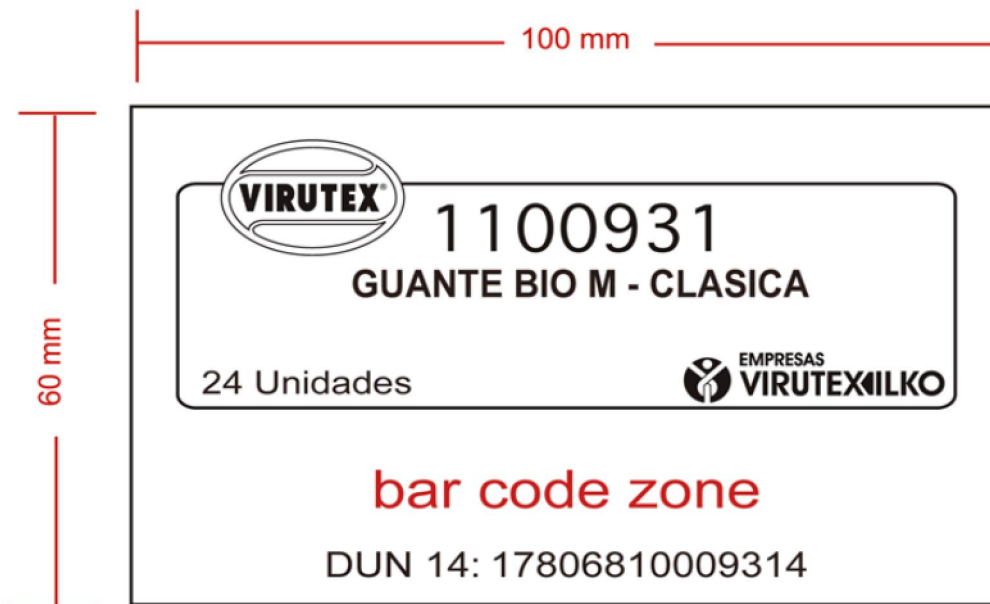 100 mm
60 mm
VIRUTEX®
1100931
GUANTE BIO M - CLASICA
24 Unidades
EMPRESAS
VIRUTEX ILKO
bar code zone
DUN 14: 17806810009314